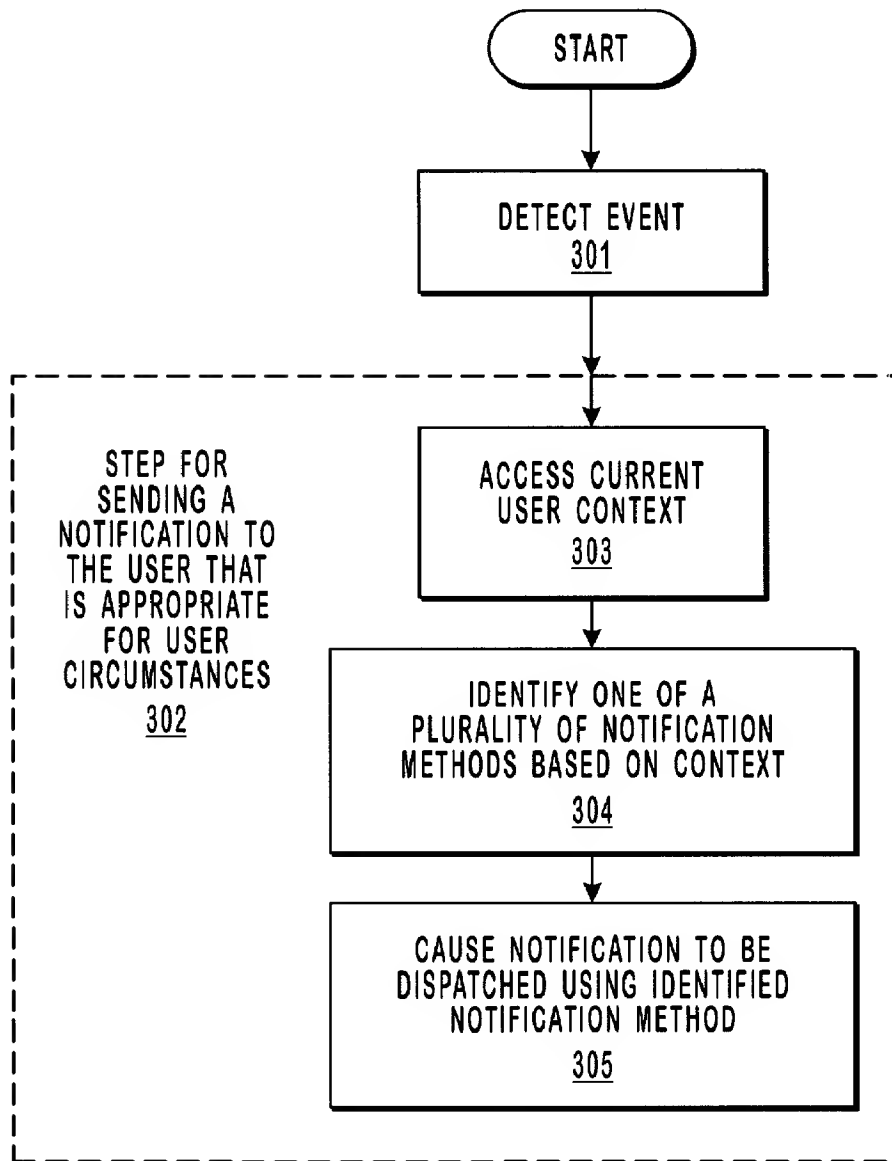 START
DETECT EVENT
301
STEP FOR
SENDING A
NOTIFICATION TO
THE USER THAT
IS APPROPRIATE
FOR USER
CIRCUMSTANCES
302
ACCESS CURRENT
USER CONTEXT
303
IDENTIFY ONE OF A
PLURALITY OF NOTIFICATION
METHODS BASED ON CONTEXT
304
CAUSE NOTIFICATION TO BE
DISPATCHED USING IDENTIFIED
NOTIFICATION METHOD
305